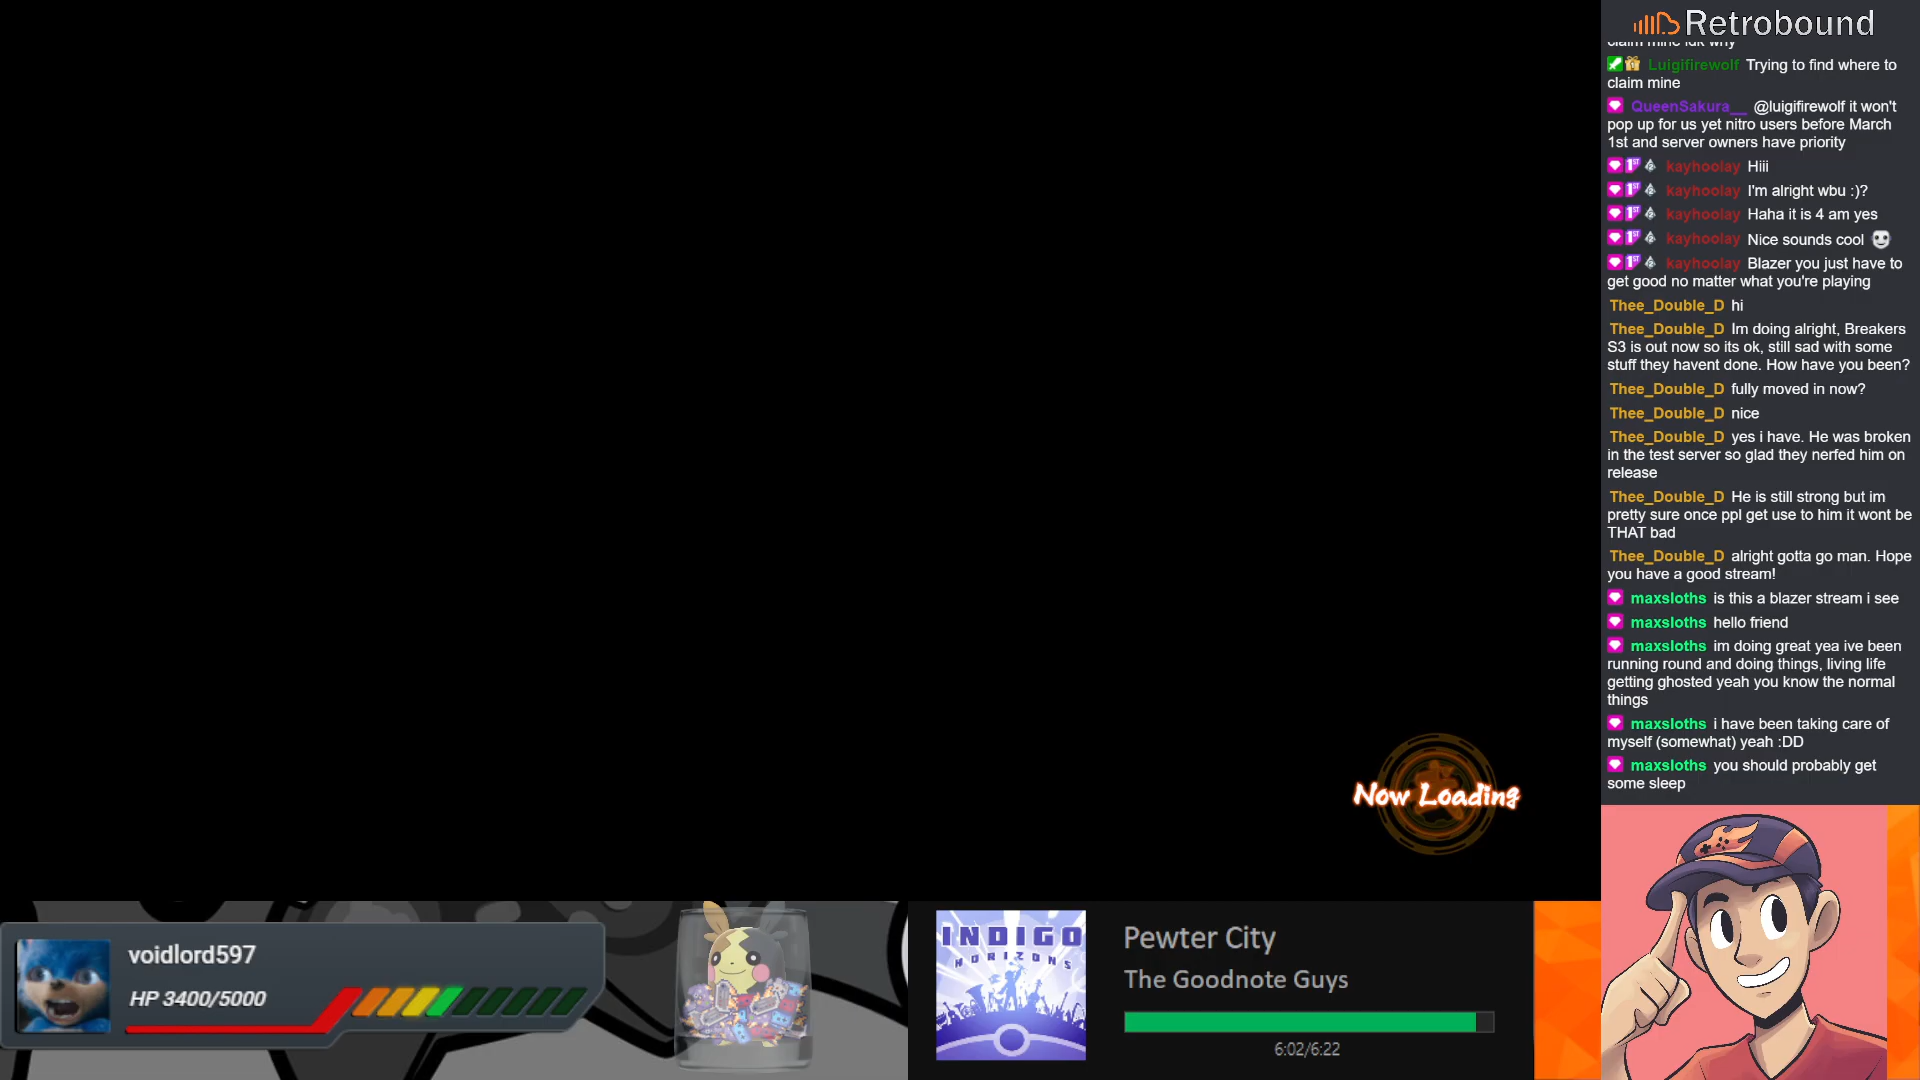 Retrobound
claim mine idk why
Luigifirewolf Trying to find where to
claim mine
QueenSakura__ @luigifirewolf it won't
pop up for us yet nitro users before March
1st and server owners have priority
kayhoolay Hiii
kayhoolay I'm alright wbu :)?
kayhoolay Haha it is 4 am yes
kayhoolay Nice sounds cool
kayhoolay Blazer you just have to
get good no matter what you're playing
Thee_Double_D hi
Thee_Double_D Im doing alright, Breakers
S3 is out now so its ok, still sad with some
stuff they havent done. How have you been?
Thee_Double_D fully moved in now?
Thee_Double_D nice
Thee_Double_D yes i have. He was broken
in the test server so glad they nerfed him on
release
Thee_Double_D He is still strong but im
pretty sure once ppl get use to him it wont be
THAT bad
Thee_Double_D alright gotta go man. Hope
you have a good stream!
maxsloths is this a blazer stream i see
maxsloths hello friend
maxsloths im doing great yea ive been
running round and doing things, living life
getting ghosted yeah you know the normal
things
maxsloths i have been taking care of
myself (somewhat) yeah :DD
maxsloths you should probably get
some sleep
Now Loading
voidlord597
HP 3400/5000
INDIGO
HORIZONS
Pewter City
The Goodnote Guys
6:02/6:22